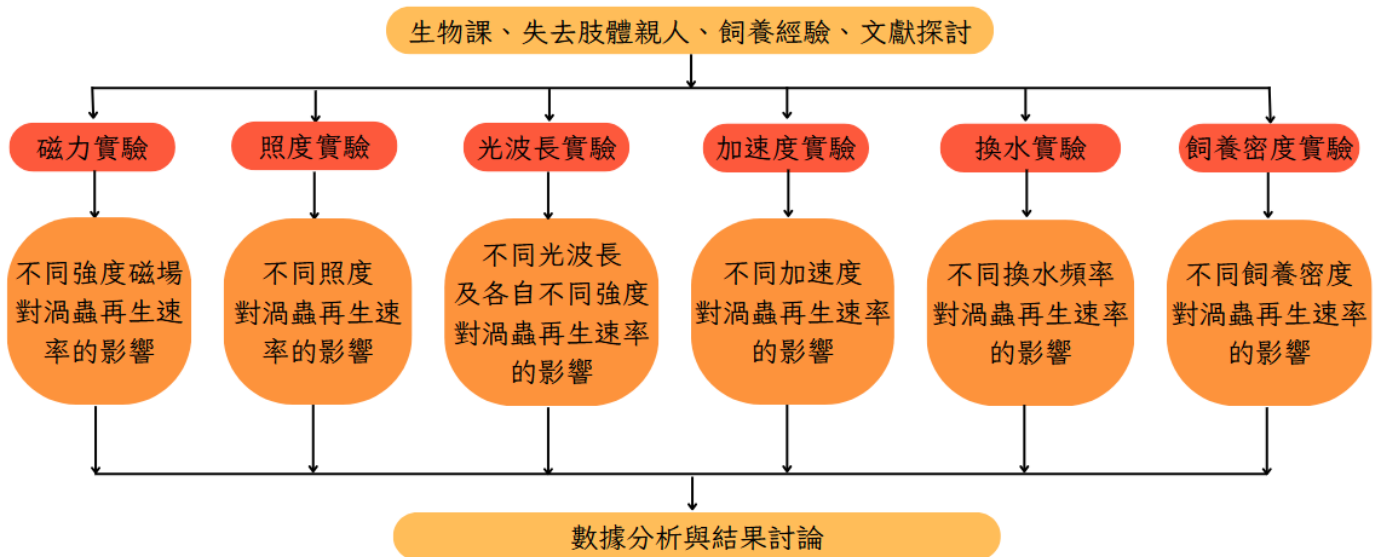 生物課、失去肢體親人、飼養經驗、文獻探討
磁力實驗
照度實驗
光波長實驗
加速度實驗
換水實驗
飼養密度實驗
不同強度磁場
對渦蟲再生速
率的影響
不同照度
對渦蟲再生速
率的影響
不同光波長
及各自不同強度
對渦蟲再生速率
的影響
不同加速度
對渦蟲再生速率
的影響
不同換水頻率
對渦蟲再生速率
的影響
不同飼養密度
對渦蟲再生速率
的影響
數據分析與結果討論